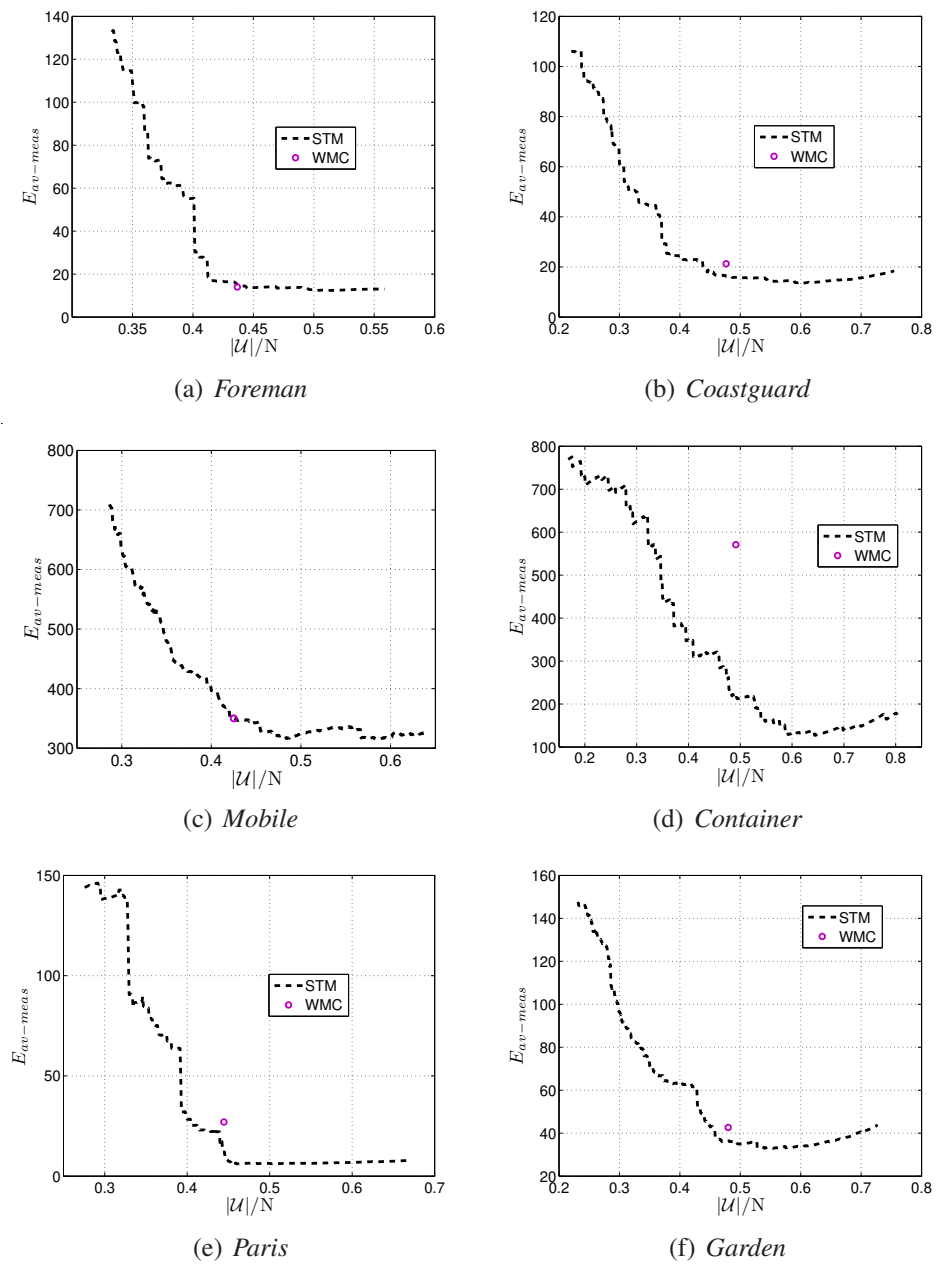 140
120
100
80
60
40
20
0
E_{av-meas}
STM
WMC
0.35 0.4 0.45 0.5 0.55 0.6
|𝒰|/N
(a) Foreman
120
100
80
60
40
20
0
E_{av-meas}
STM
WMC
0.2 0.3 0.4 0.5 0.6 0.7 0.8
|𝒰|/N
(b) Coastguard
800
700
600
500
400
300
E_{av-meas}
0.3 0.4 0.5 0.6
|𝒰|/N
(c) Mobile
800
700
600
500
400
300
200
100
E_{av-meas}
STM
WMC
0.2 0.3 0.4 0.5 0.6 0.7 0.8
|𝒰|/N
(d) Container
150
100
50
0
E_{av-meas}
STM
WMC
0.3 0.4 0.5 0.6 0.7
|𝒰|/N
(e) Paris
160
140
120
100
80
60
40
20
E_{av-meas}
STM
WMC
0.2 0.3 0.4 0.5 0.6 0.7 0.8
|𝒰|/N
(f) Garden